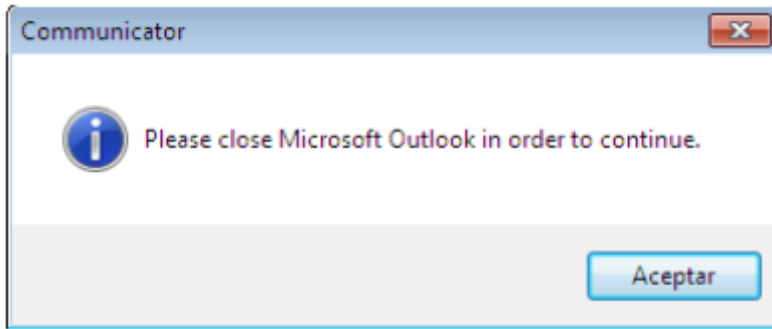 Communicator
Please close Microsoft Outlook in order to continue.
Aceptar